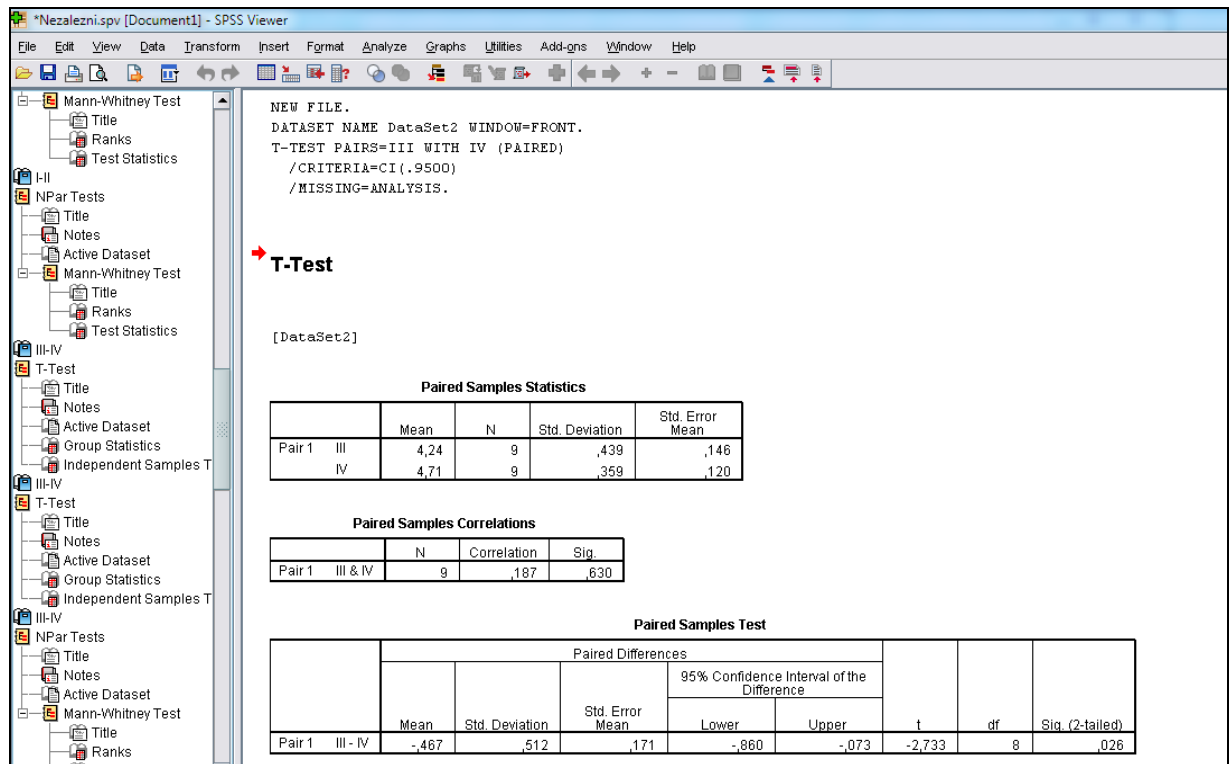 *Nezalezni.spv [Document1] - SPSS Viewer
File Edit View Data Transform Insert Format Analyze Graphs Utilities Add-ons Window Help
Mann-Whitney Test
Title
Ranks
Test Statistics
I-II
NPar Tests
Title
Notes
Active Dataset
Mann-Whitney Test
Title
Ranks
Test Statistics
III-IV
T-Test
Title
Notes
Active Dataset
Group Statistics
Independent Samples T
III-IV
T-Test
Title
Notes
Active Dataset
Group Statistics
Independent Samples T
III-IV
NPar Tests
Title
Notes
Active Dataset
Mann-Whitney Test
Title
Ranks
NEW FILE.
DATASET NAME DataSet2 WINDOW=FRONT.
T-TEST PAIRS=III WITH IV (PAIRED)
/CRITERIA=CI(.9500)
/MISSING=ANALYSIS.
T-Test
[DataSet2]
Paired Samples Statistics
Mean N Std. Deviation Std. Error Mean
Pair 1 III 4,24 9 ,439 ,146
IV 4,71 9 ,359 ,120
Paired Samples Correlations
N Correlation Sig.
Pair 1 III & IV 9 ,187 ,630
Paired Samples Test
Paired Differences
95% Confidence Interval of the Difference
Mean Std. Deviation Std. Error Mean Lower Upper t df Sig. (2-tailed)
Pair 1 III - IV -,467 ,512 ,171 -,860 -,073 -2,733 8 ,026